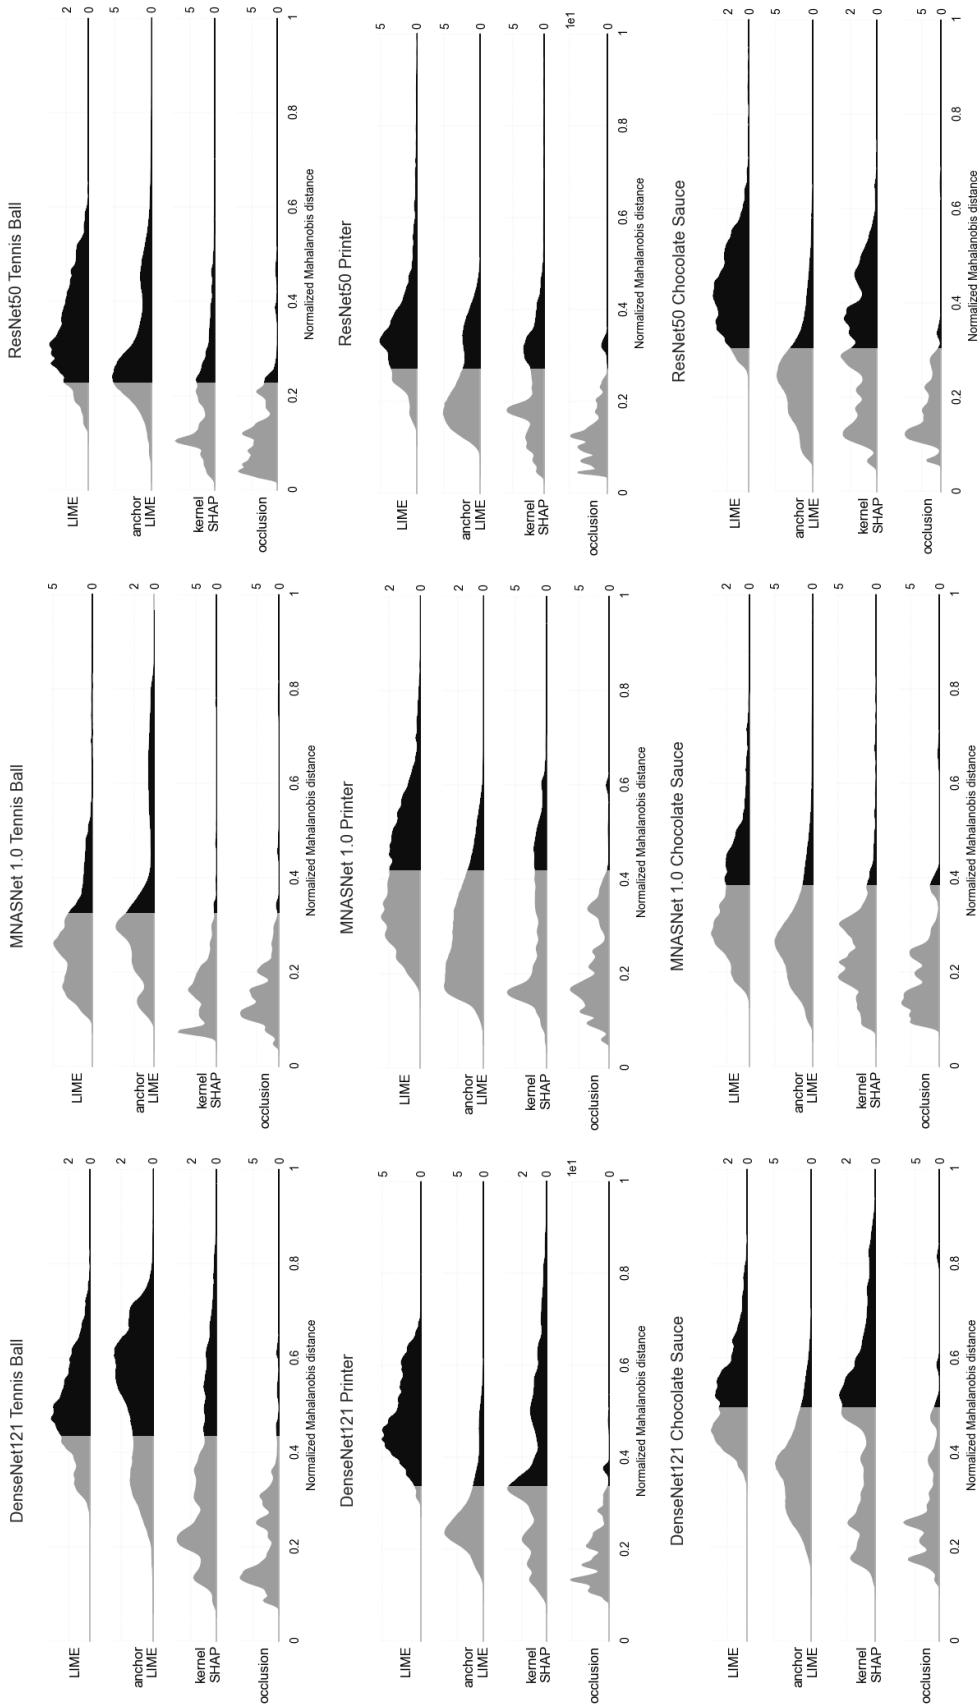 DenseNet121 Tennis Ball
LIME
2
0
anchor
LIME
2
0
kernel
SHAP
5
0
occlusion
5
0
0 0.2 0.4 0.6 0.8 1
Normalized Mahalanobis distance
MNASNet 1.0 Tennis Ball
LIME
5
0
anchor
LIME
2
0
kernel
SHAP
5
0
occlusion
5
0
0 0.2 0.4 0.6 0.8 1
Normalized Mahalanobis distance
ResNet50 Tennis Ball
LIME
2
0
anchor
LIME
5
0
kernel
SHAP
5
0
occlusion
5
0
0 0.2 0.4 0.6 0.8 1
Normalized Mahalanobis distance
DenseNet121 Printer
LIME
5
0
anchor
LIME
5
0
kernel
SHAP
2
0
occlusion
1e1
0
0 0.2 0.4 0.6 0.8 1
Normalized Mahalanobis distance
MNASNet 1.0 Printer
LIME
2
0
anchor
LIME
2
0
kernel
SHAP
5
0
occlusion
5
0
0 0.2 0.4 0.6 0.8 1
Normalized Mahalanobis distance
ResNet50 Printer
LIME
5
0
anchor
LIME
5
0
kernel
SHAP
5
0
occlusion
1e1
0
0 0.2 0.4 0.6 0.8 1
Normalized Mahalanobis distance
DenseNet121 Chocolate Sauce
LIME
2
0
anchor
LIME
5
0
kernel
SHAP
2
0
occlusion
5
0
0 0.2 0.4 0.6 0.8 1
Normalized Mahalanobis distance
MNASNet 1.0 Chocolate Sauce
LIME
2
0
anchor
LIME
5
0
kernel
SHAP
5
0
occlusion
5
0
0 0.2 0.4 0.6 0.8 1
Normalized Mahalanobis distance
ResNet50 Chocolate Sauce
LIME
2
0
anchor
LIME
5
0
kernel
SHAP
2
0
occlusion
5
0
0 0.2 0.4 0.6 0.8 1
Normalized Mahalanobis distance